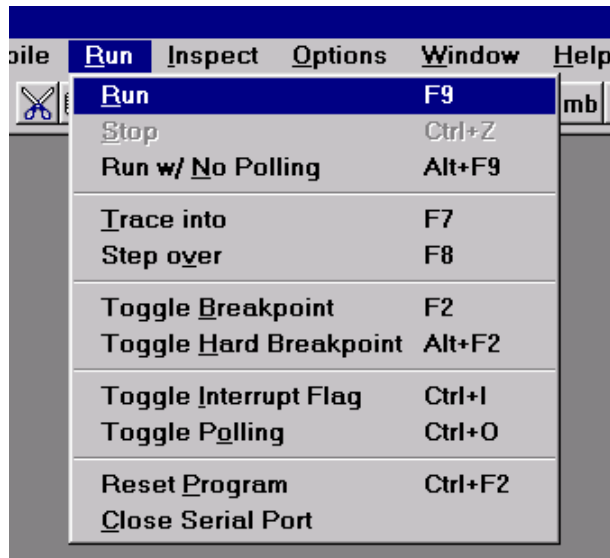 pile Run Inspect Options Window Help
Run F9
mb
Stop Ctrl+Z
Run w/ No Polling Alt+F9
Trace into F7
Step over F8
Toggle Breakpoint F2
Toggle Hard Breakpoint Alt+F2
Toggle Interrupt Flag Ctrl+I
Toggle Polling Ctrl+O
Reset Program Ctrl+F2
Close Serial Port